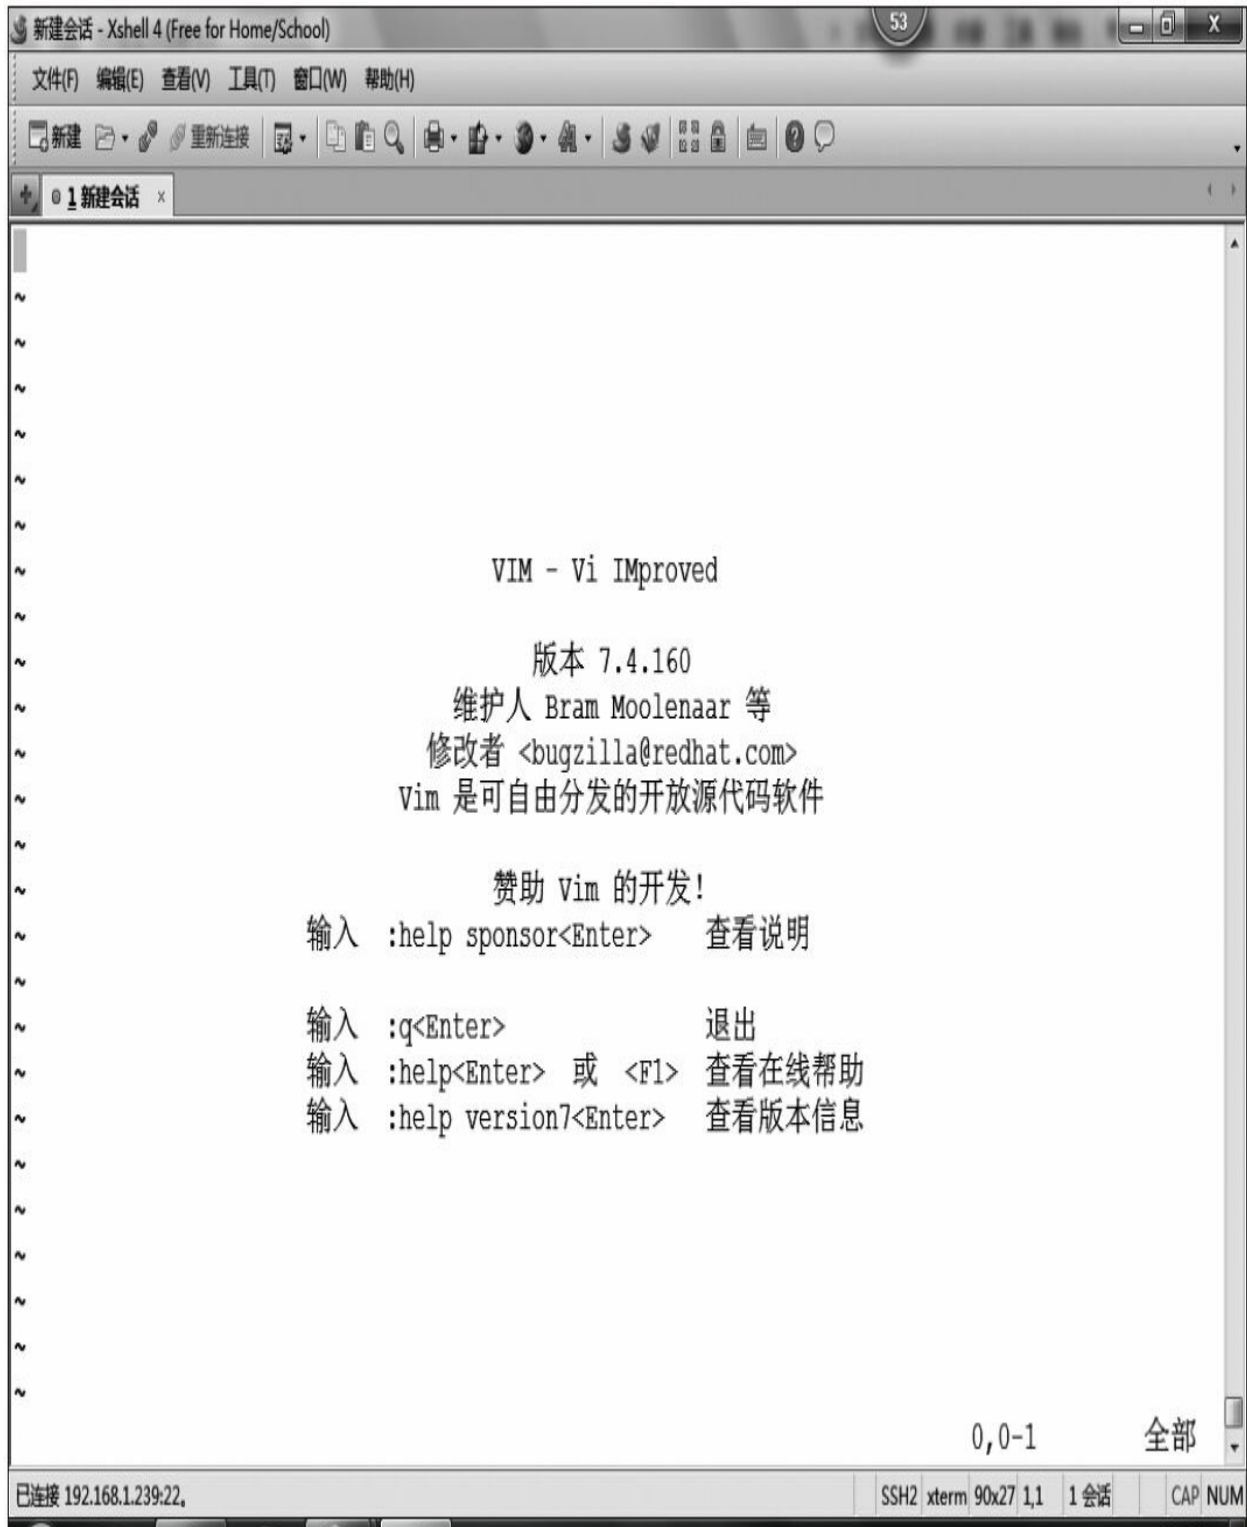 新建会话 - Xshell 4 (Free for Home/School)
53
文件(F) 编辑(E) 查看(V) 工具(T) 窗口(W) 帮助(H)
新建 重新连接
1 新建会话 ×
~
~
~
~
~
~
~ VIM - Vi IMproved
~
~ 版本 7.4.160
~ 维护人 Bram Moolenaar 等
~ 修改者 <bugzilla@redhat.com>
~ Vim 是可自由分发的开放源代码软件
~
~ 赞助 Vim 的开发!
~ 输入 :help sponsor<Enter> 查看说明
~
~ 输入 :q<Enter> 退出
~ 输入 :help<Enter> 或 <F1> 查看在线帮助
~ 输入 :help version7<Enter> 查看版本信息
~
~
~
~
~
~
0,0-1 全部
已连接 192.168.1.239:22。 SSH2 xterm 90x27 1,1 1 会话 CAP NUM